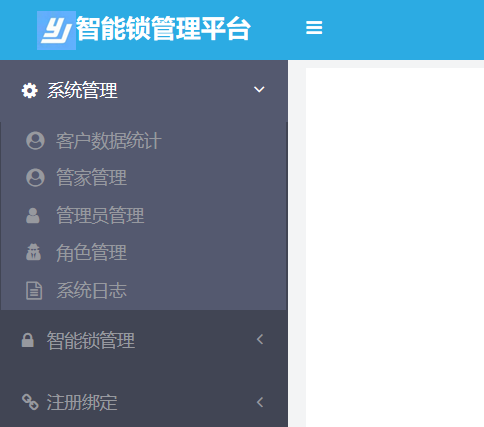 YJ 智能锁管理平台
系统管理
客户数据统计
管家管理
管理员管理
角色管理
系统日志
智能锁管理
注册绑定